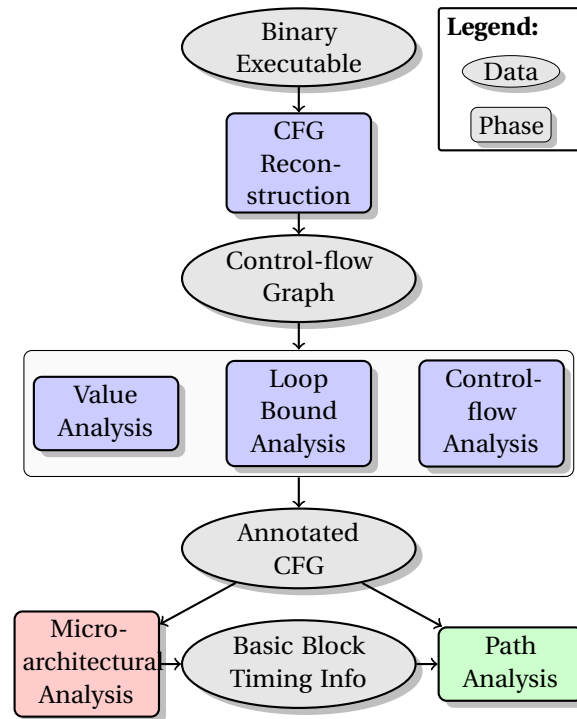 Binary
Executable
Legend:
Data
Phase
CFG
Recon-
struction
Control-flow
Graph
Value
Analysis
Loop
Bound
Analysis
Control-
flow
Analysis
Annotated
CFG
Micro-
architectural
Analysis
Basic Block
Timing Info
Path
Analysis